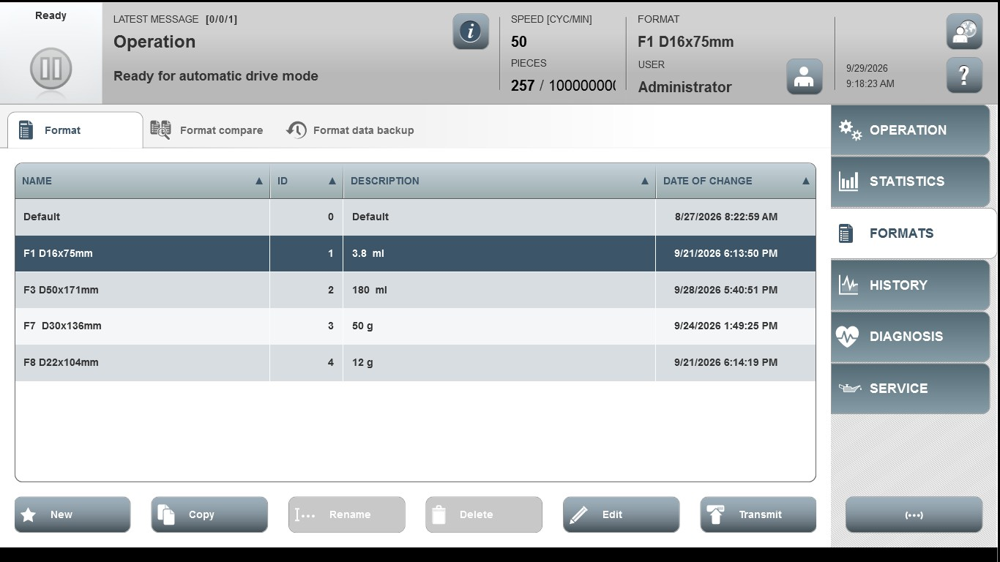 Ready
LATEST MESSAGE [0/0/1]
Operation
Ready for automatic drive mode
SPEED [CYC/MIN]
50
PIECES
257 / 10000000
FORMAT
F1 D16x75mm
USER
Administrator
9/29/2026
9:18:23 AM
?
Format
Format compare
Format data backup
NAME ▲ ID ▲ DESCRIPTION ▲ DATE OF CHANGE ▲
Default 0 Default 8/27/2026 8:22:59 AM
F1 D16x75mm 1 3.8 ml 9/21/2026 6:13:50 PM
F3 D50x171mm 2 180 ml 9/28/2026 5:40:51 PM
F7 D30x136mm 3 50 g 9/24/2026 1:49:25 PM
F8 D22x104mm 4 12 g 9/21/2026 6:14:19 PM
OPERATION
STATISTICS
FORMATS
HISTORY
DIAGNOSIS
SERVICE
New
Copy
Rename
Delete
Edit
Transmit
(...)